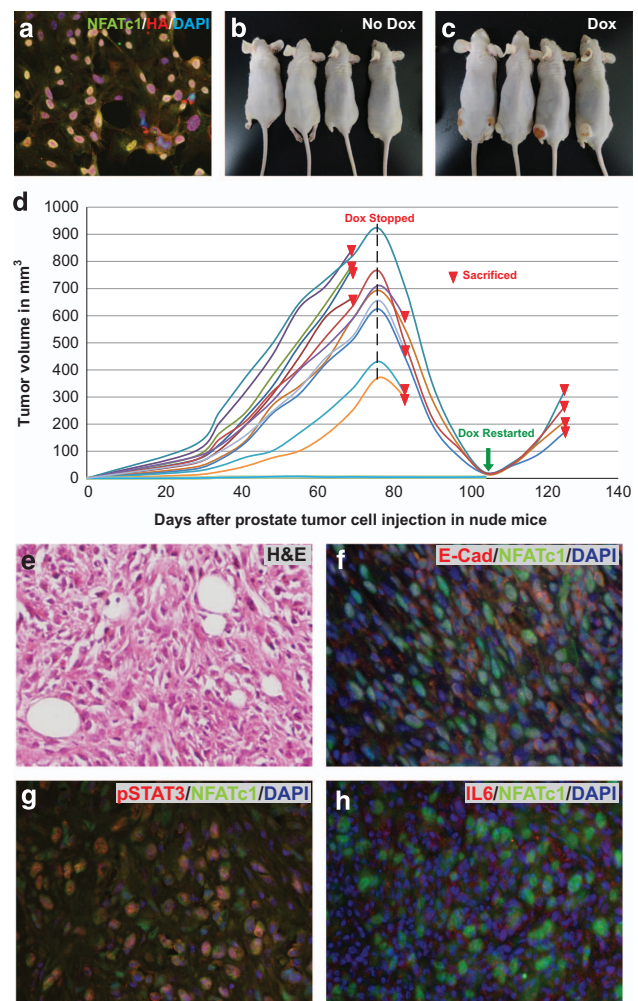 a
NFATc1/HA/DAPI
b
No Dox
c
Dox
d
1000
900
800
700
600
500
400
300
200
100
0
Tumor volume in mm³
Dox Stopped
Sacrificed
Dox Restarted
0 20 40 60 80 100 120 140
Days after prostate tumor cell injection in nude mice
e
H&E
f
E-Cad/NFATc1/DAPI
g
pSTAT3/NFATc1/DAPI
h
IL6/NFATc1/DAPI